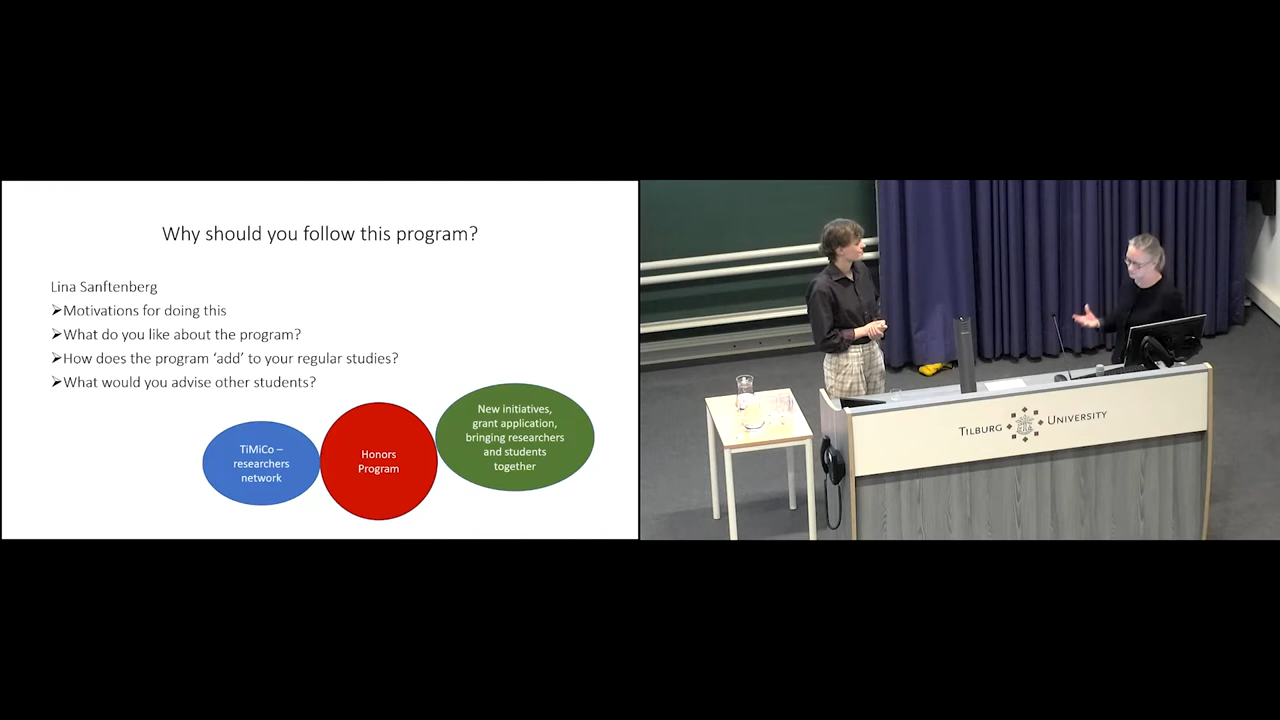 Why should you follow this program?
Lina Sanftenberg
➢Motivations for doing this
➢What do you like about the program?
➢How does the program ‘add’ to your regular studies?
➢What would you advise other students?
TiMiCo –
researchers
network
Honors
Program
New initiatives,
grant application,
bringing researchers
and students
together
TILBURG UNIVERSITY